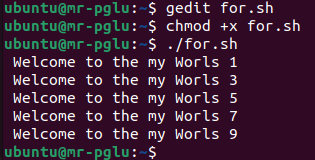 ubuntu@mr-pglu:~$ gedit for.sh
ubuntu@mr-pglu:~$ chmod +x for.sh
ubuntu@mr-pglu:~$ ./for.sh
 Welcome to the my Worls 1
 Welcome to the my Worls 3
 Welcome to the my Worls 5
 Welcome to the my Worls 7
 Welcome to the my Worls 9
ubuntu@mr-pglu:~$